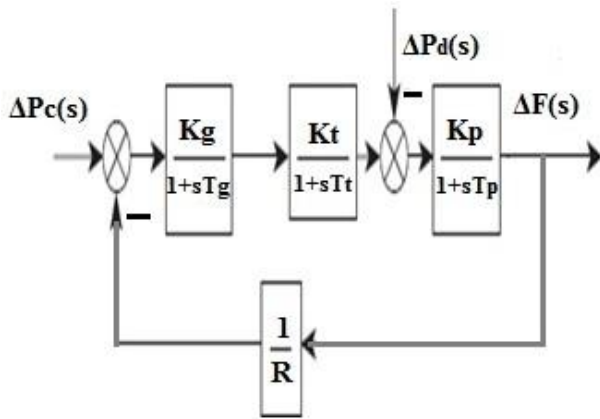 ΔPd(s)
ΔPc(s)
ΔF(s)
Kg
1+sTg
Kt
1+sTt
Kp
1+sTp
1
R